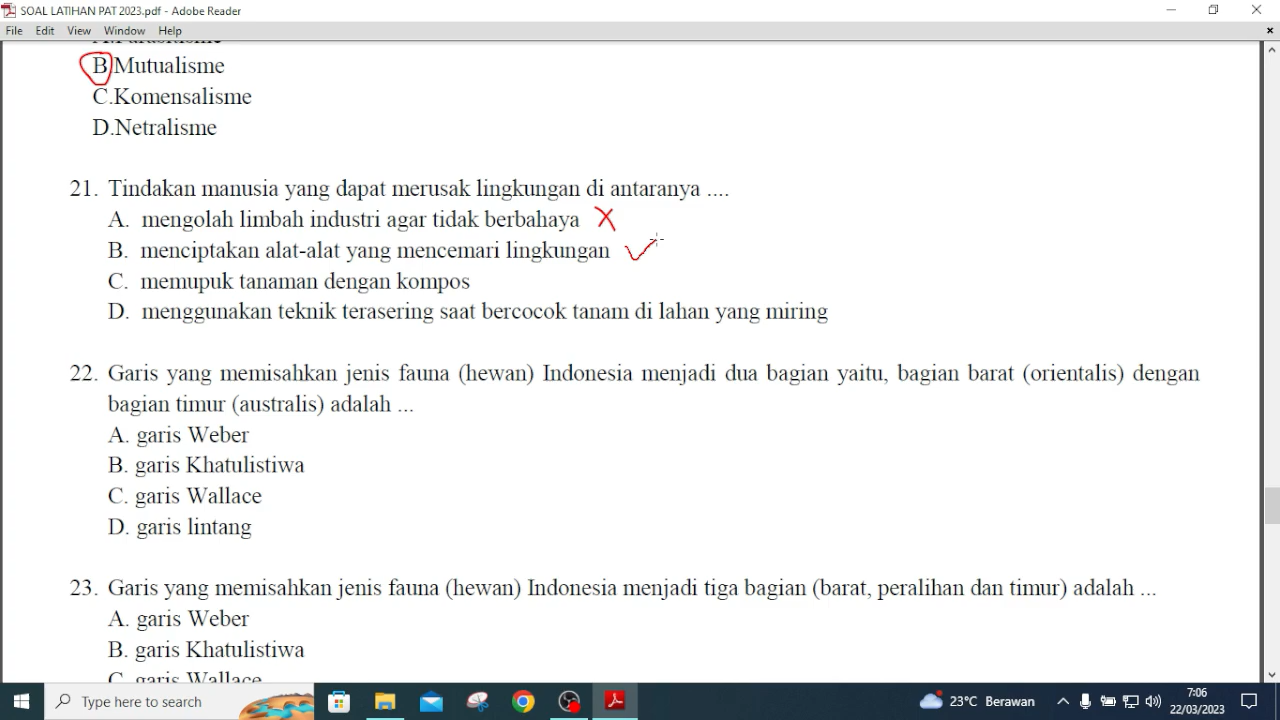 SOAL LATIHAN PAT 2023.pdf - Adobe Reader
File Edit View Window Help
A.Parasitisme
B.Mutualisme
C.Komensalisme
D.Netralisme
21. Tindakan manusia yang dapat merusak lingkungan di antaranya ....
A. mengolah limbah industri agar tidak berbahaya
B. menciptakan alat-alat yang mencemari lingkungan
C. memupuk tanaman dengan kompos
D. menggunakan teknik terasering saat bercocok tanam di lahan yang miring
22. Garis yang memisahkan jenis fauna (hewan) Indonesia menjadi dua bagian yaitu, bagian barat (orientalis) dengan
bagian timur (australis) adalah ...
A. garis Weber
B. garis Khatulistiwa
C. garis Wallace
D. garis lintang
23. Garis yang memisahkan jenis fauna (hewan) Indonesia menjadi tiga bagian (barat, peralihan dan timur) adalah ...
A. garis Weber
B. garis Khatulistiwa
C. garis Wallace
Type here to search
23°C Berawan
7:06
22/03/2023